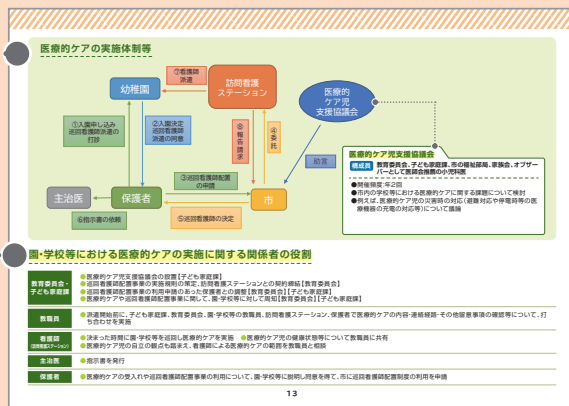 医療的ケアの実施体制等
⑦看護師
派遣
幼稚園
訪問看護
ステーション
医療的
ケア児
支援協議会
①入園申し込み
巡回看護師派遣の
打診
②入園決定
巡回看護師
派遣の同意
⑧報告・請求
④委託
助言
③巡回看護師配置
の申請
主治医
保護者
市
⑥指示書の依頼
⑤巡回看護師の決定
医療的ケア児支援協議会
構成員 教育委員会、子ども家庭課、市の福祉部局、家族会、オブザーバーとして医師会推薦の小児科医
●開催頻度:年2回
●市内の学校等における医療的ケアに関する課題について検討
●例えば、医療的ケア児の災害時の対応(避難対応や停電時等の医療機器の充電の対応等)について議論
園・学校等における医療的ケアの実施に関する関係者の役割
教育委員会・
子ども家庭課
●医療的ケア児支援協議会の設置【子ども家庭課】
●巡回看護師配置事業の実施規則の策定、訪問看護ステーションとの契約締結【教育委員会】
●巡回看護師配置事業の利用申請のあった保護者との調整【教育委員会】【子ども家庭課】
●医療的ケアや巡回看護師配置事業に関して、園・学校等に対して周知【教育委員会】【子ども家庭課】
教職員
●派遣開始前に、子ども家庭課、教育委員会、園・学校等の教職員、訪問看護ステーション、保護者で医療的ケアの内容・連絡経路・その他留意事項の確認等について、打ち合わせを実施
看護師
(訪問看護ステーション)
●決まった時間に園・学校等を巡回し医療的ケアを実施 ●医療的ケア児の健康状態等について教職員に共有
●医療的ケア児の自立の観点も踏まえ、看護師による医療的ケアの範囲を教職員と相談
主治医
●指示書を発行
保護者
●医療的ケアの受入れや巡回看護師配置事業の利用について、園・学校等に説明し同意を得て、市に巡回看護師配置制度の利用を申請
13